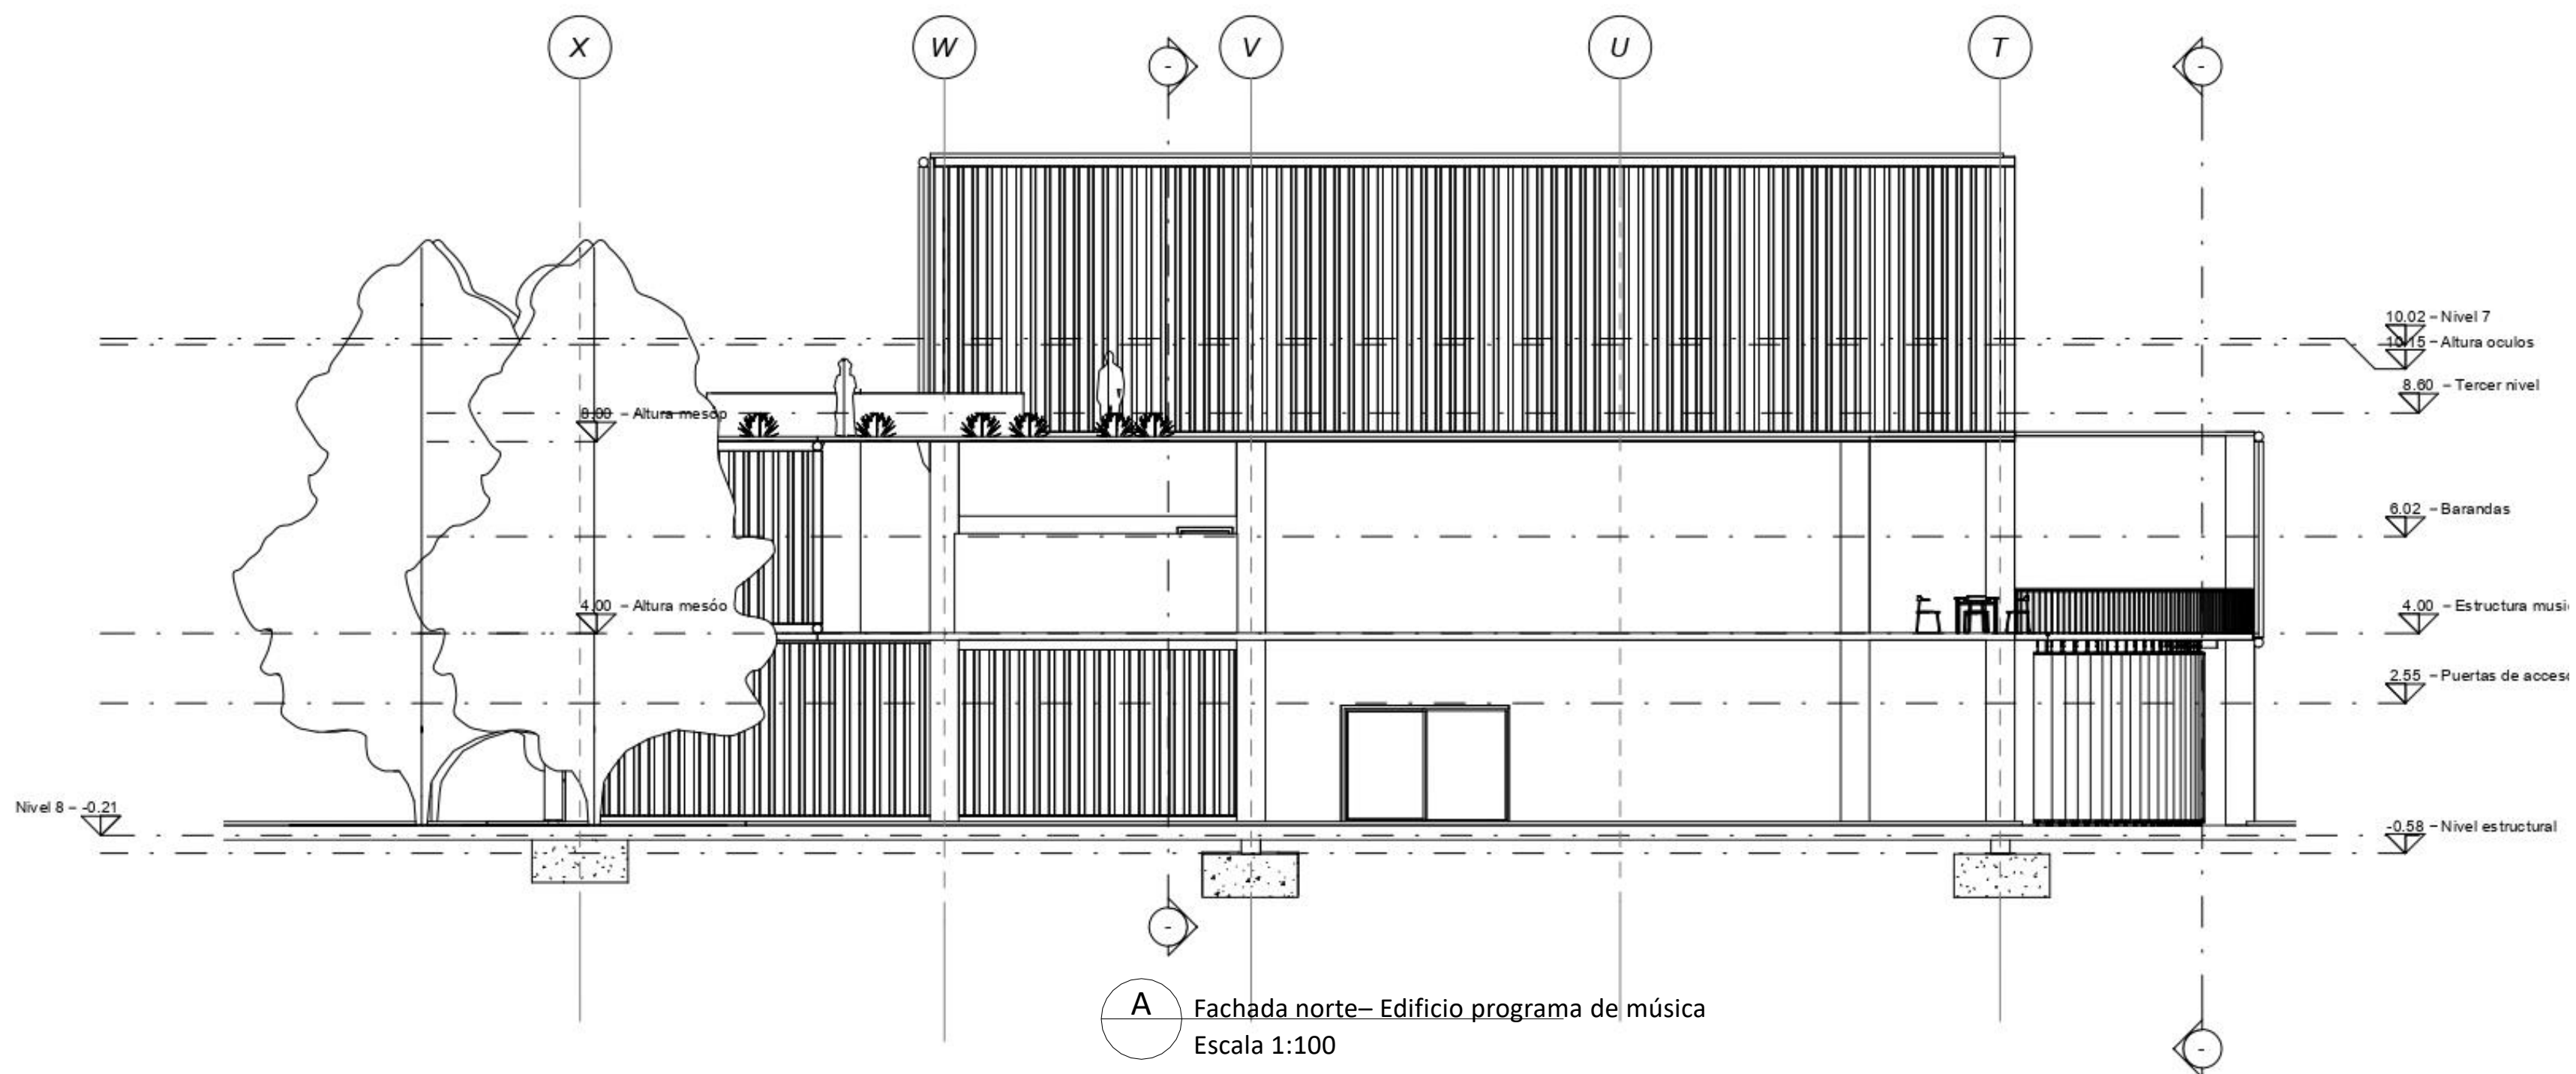 X
W
V
U
T
-
-
10.02 – Nivel 7
10.15 – Altura oculos
8.60 – Tercer nivel
8.00 – Altura mesóo
6.02 – Barandas
4.00 – Altura mesóo
4.00 – Estructura musi
2.55 – Puertas de acces
Nivel 8 – -0.21
-0.58 – Nivel estructural
-
-
A
Fachada norte– Edificio programa de música
Escala 1:100